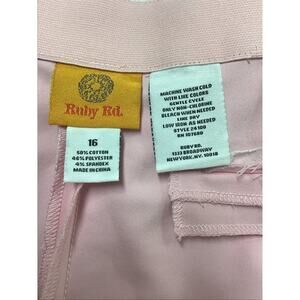 Ruby Rd.
16
50% COTTON
46% POLYESTER
4% SPANDEX
MADE IN CHINA
MACHINE WASH COLD
WITH LIKE COLORS
GENTLE CYCLE
ONLY NON-CHLORINE
BLEACH WHEN NEEDED
LINE DRY
LOW IRON AS NEEDED
STYLE 24100
RN 107680
RUBY RD.
1333 BROADWAY
NEW YORK, NY. 10018